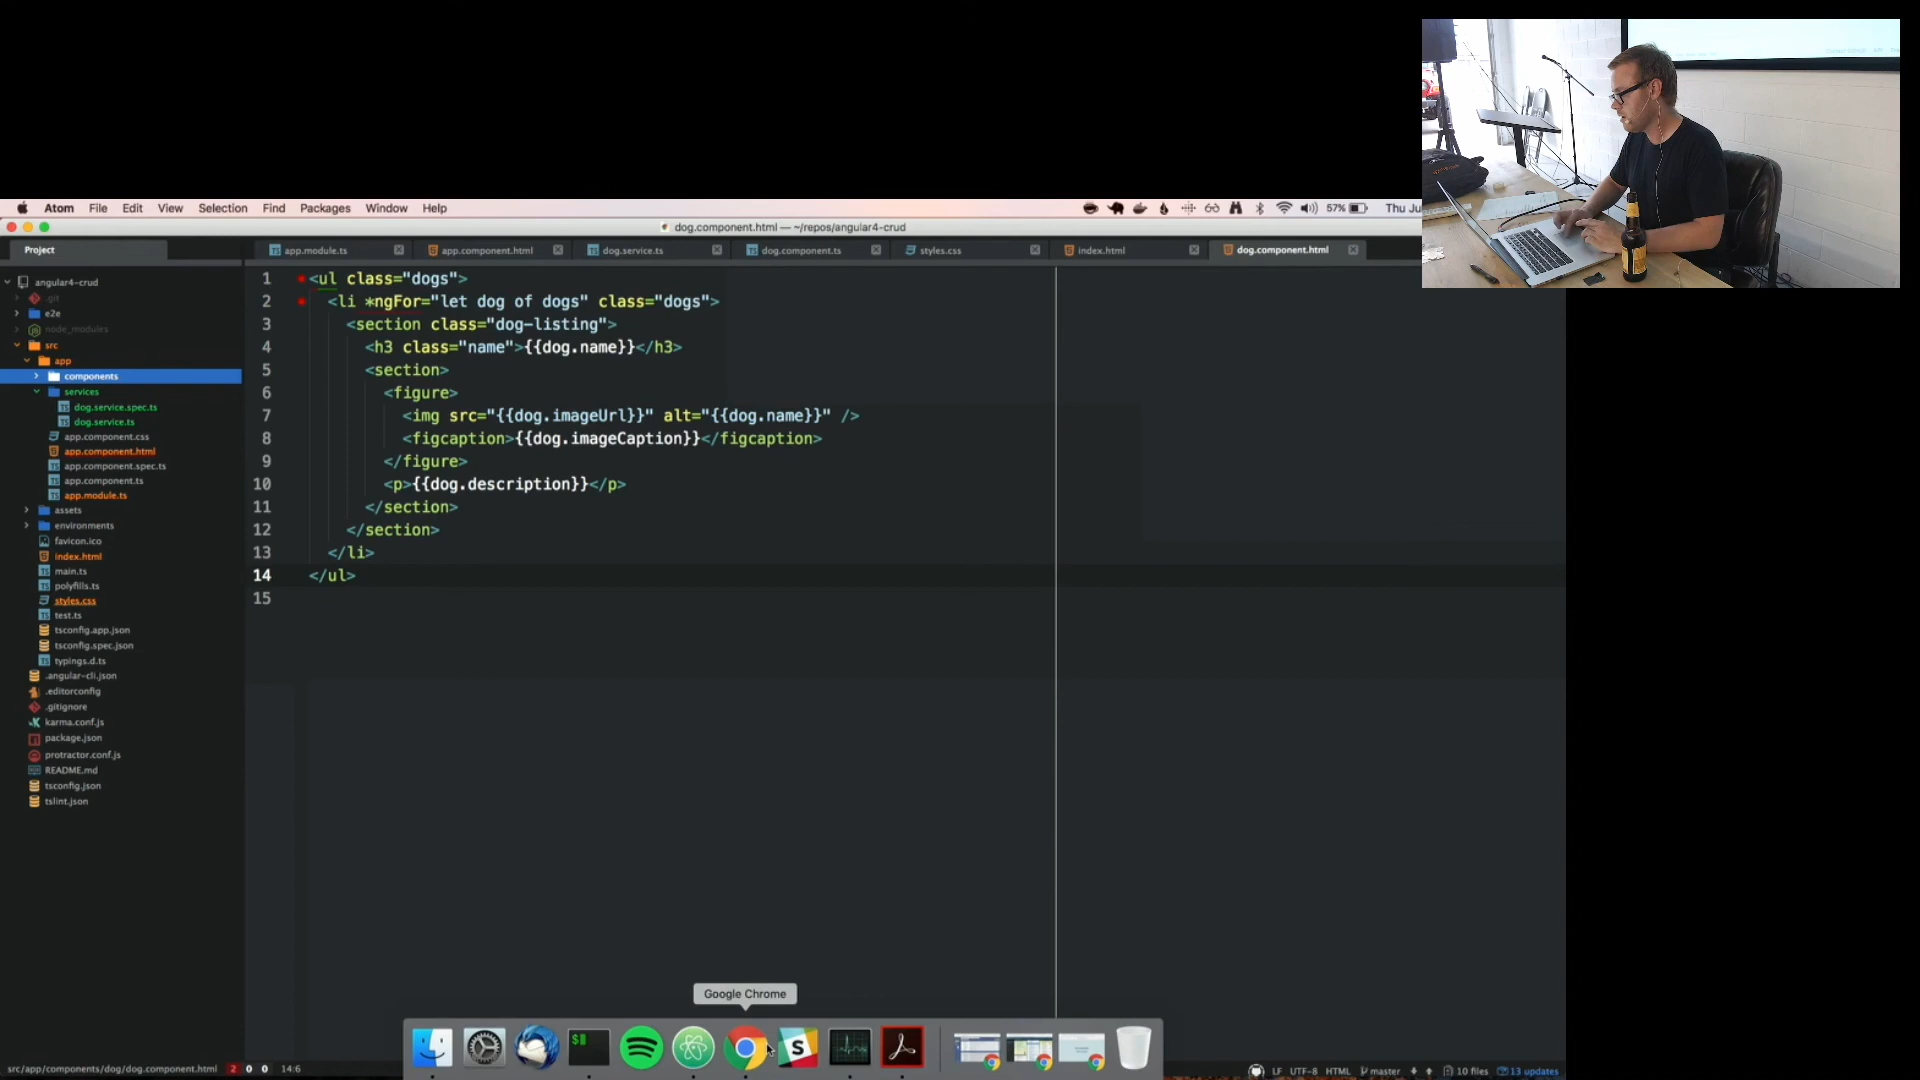 Atom File Edit View Selection Find Packages Window Help 57% Thu Ju
dog.component.html — ~/repos/angular4-crud
Project
app.module.ts app.component.html dog.service.ts dog.component.ts styles.css index.html dog.component.html
angular4-crud
.git
e2e
node_modules
src
app
components
services
dog.service.spec.ts
dog.service.ts
app.component.css
app.component.html
app.component.spec.ts
app.component.ts
app.module.ts
assets
environments
favicon.ico
index.html
main.ts
polyfills.ts
styles.css
test.ts
tsconfig.app.json
tsconfig.spec.json
typings.d.ts
.angular-cli.json
.editorconfig
.gitignore
karma.conf.js
package.json
protractor.conf.js
README.md
tsconfig.json
tslint.json
1 <ul class="dogs">
2 <li *ngFor="let dog of dogs" class="dogs">
3 <section class="dog-listing">
4 <h3 class="name">{{dog.name}}</h3>
5 <section>
6 <figure>
7 <img src="{{dog.imageUrl}}" alt="{{dog.name}}" />
8 <figcaption>{{dog.imageCaption}}</figcaption>
9 </figure>
10 <p>{{dog.description}}</p>
11 </section>
12 </section>
13 </li>
14 </ul>
15
Google Chrome
$
S
src/app/components/dog/dog.component.html 2 0 0 14:6 LF UTF-8 HTML master 10 files 13 updates